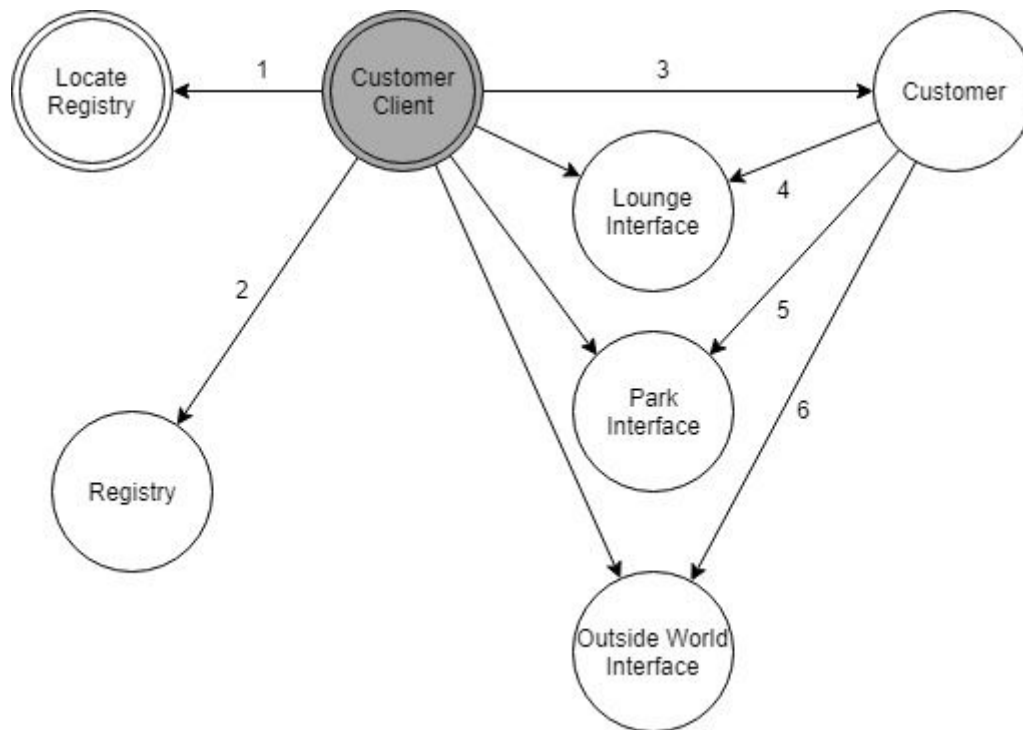 Locate
Registry
1
Customer
Client
3
Customer
Lounge
Interface
4
2
5
Park
Interface
6
Registry
Outside World
Interface